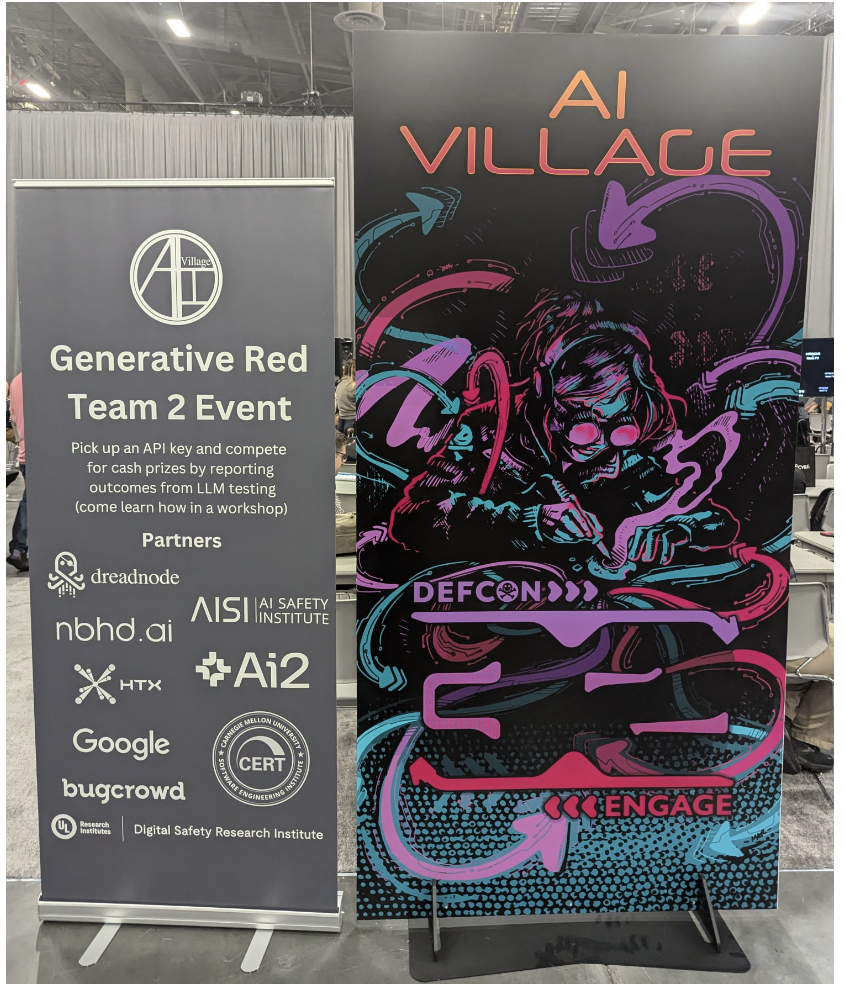 AI Village
Generative Red
Team 2 Event
Pick up an API key and compete
for cash prizes by reporting
outcomes from LLM testing
(come learn how in a workshop)
Partners
dreadnode
AISI AI SAFETY
INSTITUTE
nbhd.ai
HTX
Ai2
Google
CARNEGIE MELLON UNIVERSITY
CERT
SOFTWARE ENGINEERING INSTITUTE
bugcrowd
UL Research
Institutes
Digital Safety Research Institute
AI
VILLAGE
DEFCON
ENGAGE